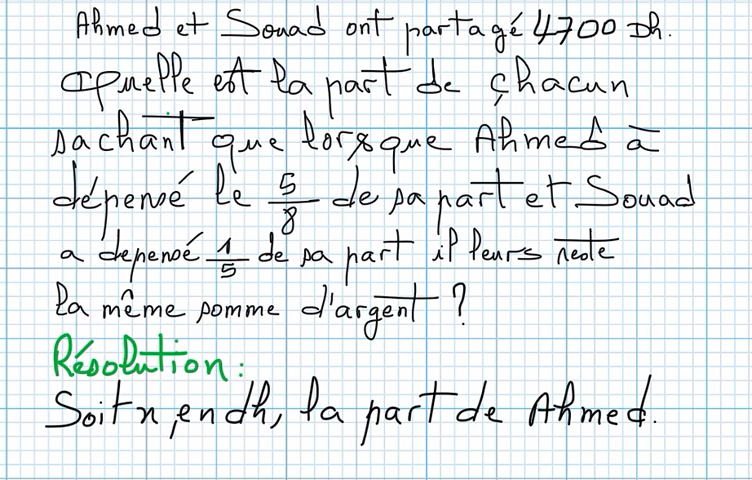 Ahmed et Souad ont partagé 4700 Dh.
Quelle est la part de çhacun
sachant que lorsque Ahmed à
dépensé le 5/8 de sa part et Souad
a depensé 1/5 de sa part il leurs reste
la même somme d'argent ?
Résolution :
Soit x, en dh, la part de Ahmed.